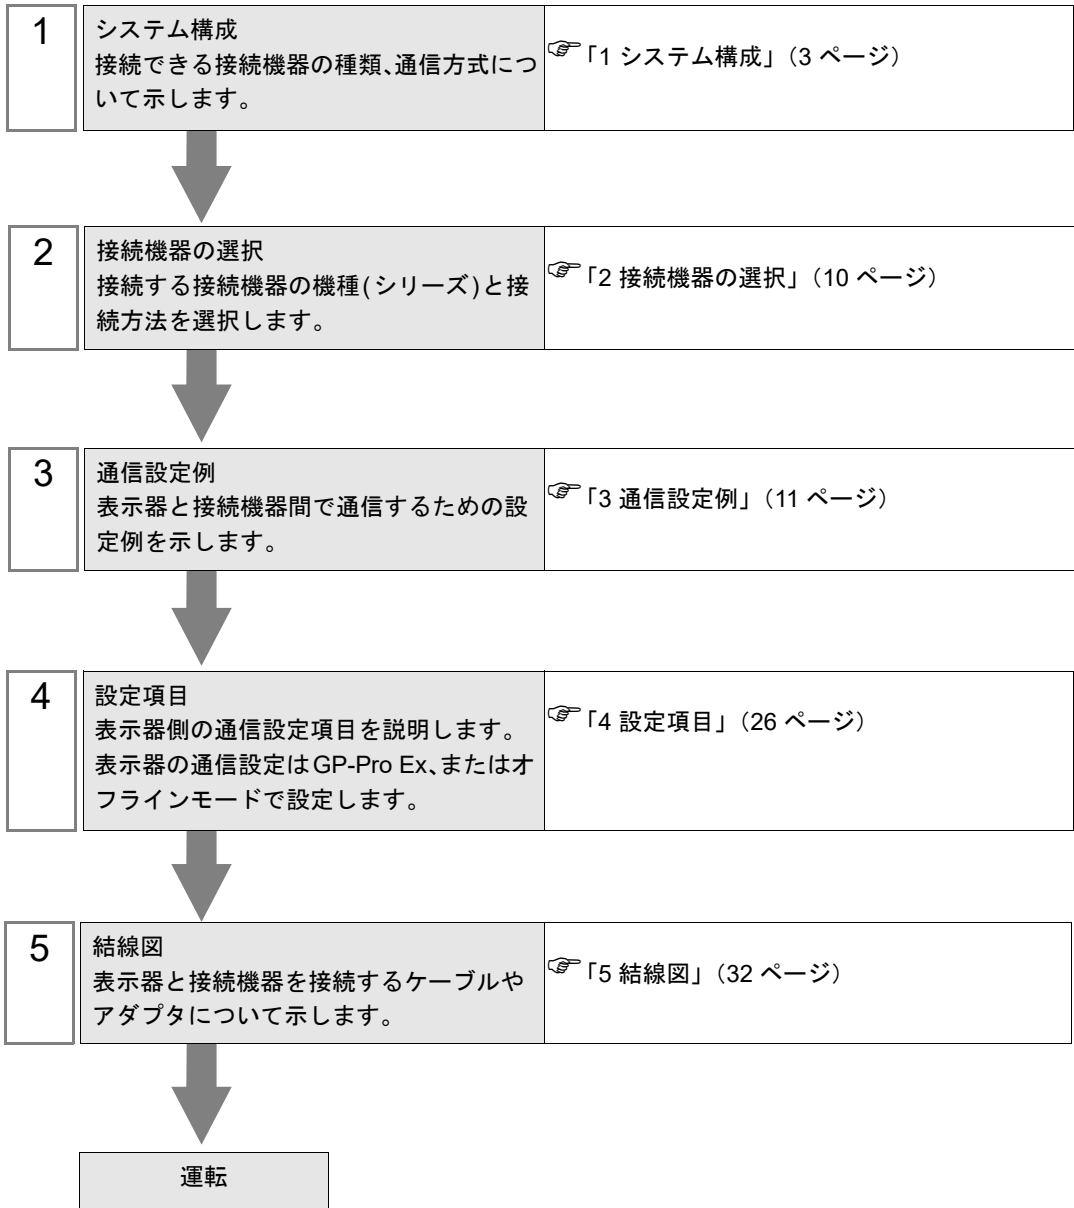 1
システム構成
接続できる接続機器の種類、通信方式につ
いて示します。
☞「1 システム構成」（3 ページ）
2
接続機器の選択
接続する接続機器の機種(シリーズ)と接
続方法を選択します。
☞「2 接続機器の選択」（10 ページ）
3
通信設定例
表示器と接続機器間で通信するための設
定例を示します。
☞「3 通信設定例」（11 ページ）
4
設定項目
表示器側の通信設定項目を説明します。
表示器の通信設定はGP-Pro Ex、またはオ
フラインモードで設定します。
☞「4 設定項目」（26 ページ）
5
結線図
表示器と接続機器を接続するケーブルや
アダプタについて示します。
☞「5 結線図」（32 ページ）
運転